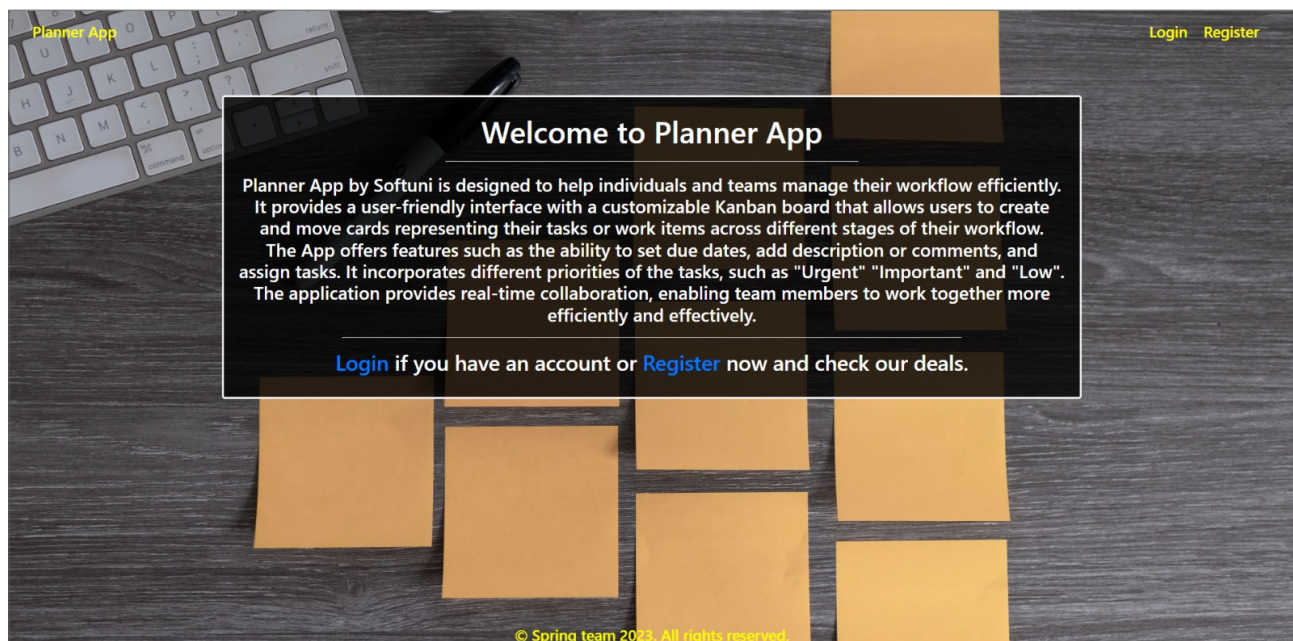 Planner App
Login Register
Welcome to Planner App
Planner App by Softuni is designed to help individuals and teams manage their workflow efficiently.
It provides a user-friendly interface with a customizable Kanban board that allows users to create
and move cards representing their tasks or work items across different stages of their workflow.
The App offers features such as the ability to set due dates, add description or comments, and
assign tasks. It incorporates different priorities of the tasks, such as "Urgent" "Important" and "Low".
The application provides real-time collaboration, enabling team members to work together more
efficiently and effectively.
Login if you have an account or Register now and check our deals.
© Spring team 2023. All rights reserved.
return
shift
command
option
U I O
H J K L
B N M